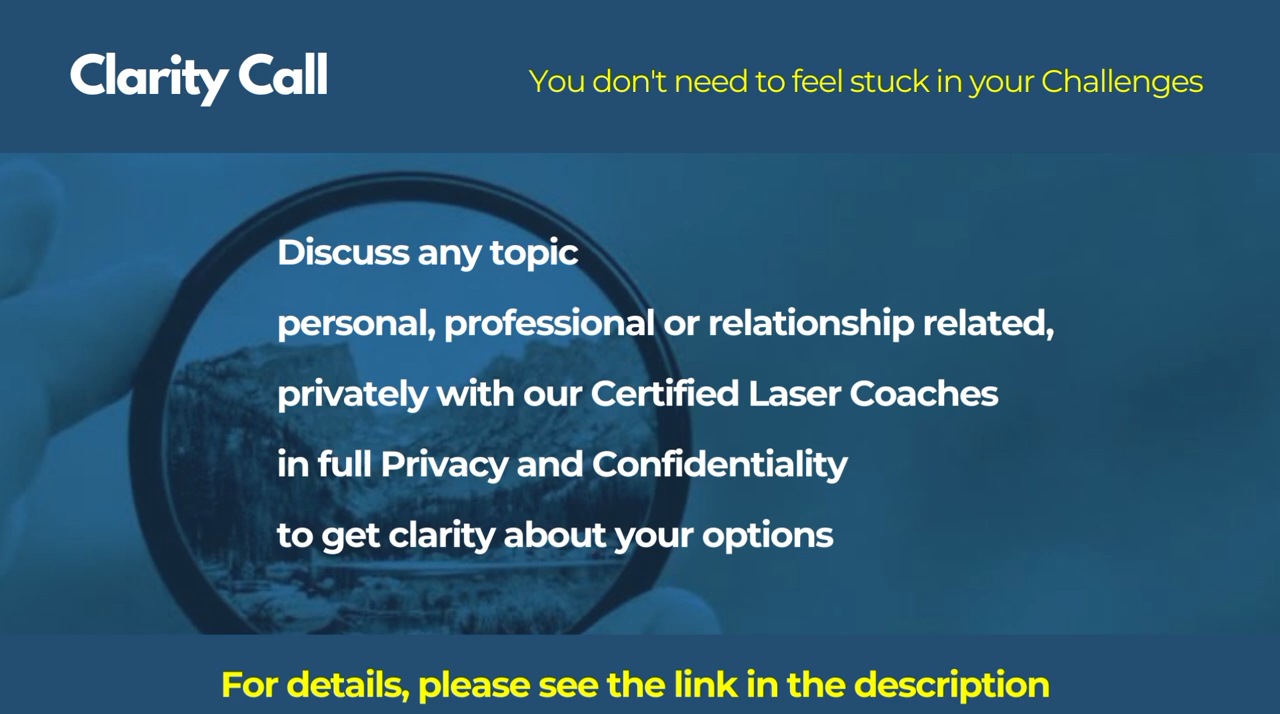 Clarity Call
You don't need to feel stuck in your Challenges
Discuss any topic
personal, professional or relationship related,
privately with our Certified Laser Coaches
in full Privacy and Confidentiality
to get clarity about your options
For details, please see the link in the description